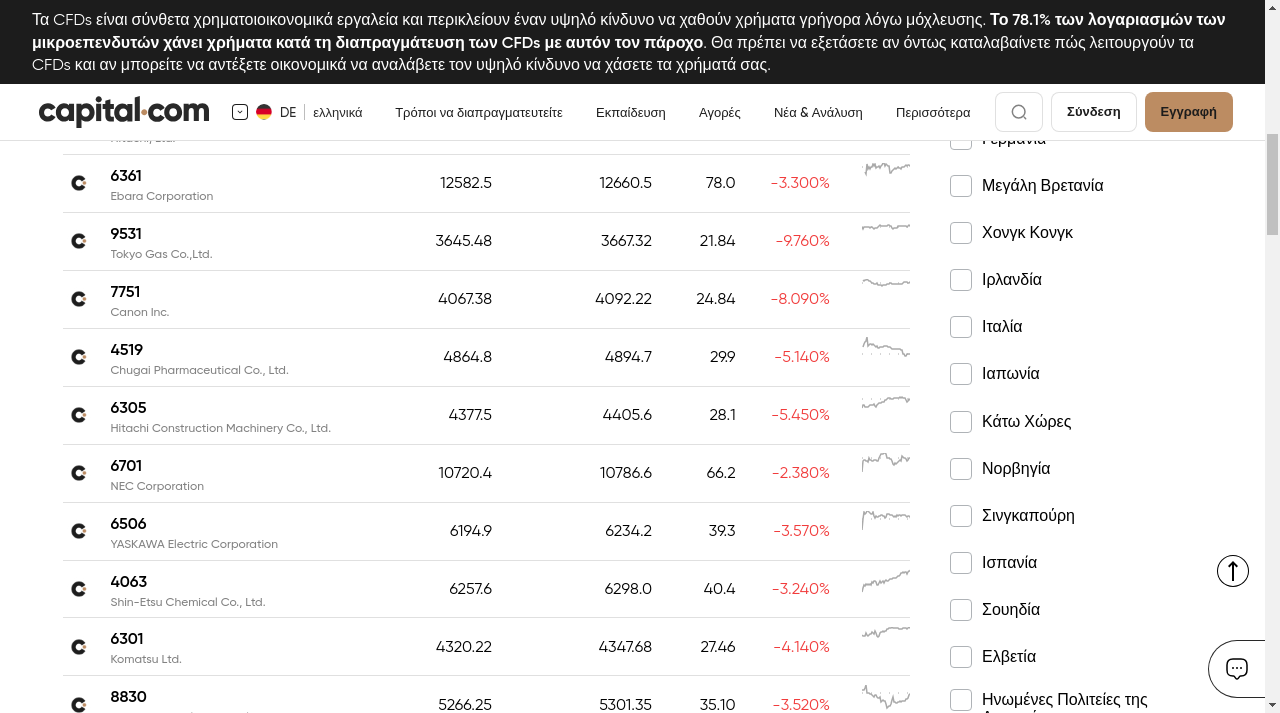 Τα CFDs είναι σύνθετα χρηματοιοικονομικά εργαλεία και περικλείουν έναν υψηλό κίνδυνο να χαθούν χρήματα γρήγορα λόγω μόχλευσης. Το 78.1% των λογαριασμών των
μικροεπενδυτών χάνει χρήματα κατά τη διαπραγμάτευση των CFDs με αυτόν τον πάροχο. Θα πρέπει να εξετάσετε αν όντως καταλαβαίνετε πώς λειτουργούν τα
CFDs και αν μπορείτε να αντέξετε οικονομικά να αναλάβετε τον υψηλό κίνδυνο να χάσετε τα χρήματά σας.
capital.com DE ελληνικά Τρόποι να διαπραγματευτείτε Εκπαίδευση Αγορές Νέα & Ανάλυση Περισσότερα Σύνδεση Εγγραφή
6361 12582.5 12660.5 78.0 -3.300%
Ebara Corporation
9531 3645.48 3667.32 21.84 -9.760%
Tokyo Gas Co.,Ltd.
7751 4067.38 4092.22 24.84 -8.090%
Canon Inc.
4519 4864.8 4894.7 29.9 -5.140%
Chugai Pharmaceutical Co., Ltd.
6305 4377.5 4405.6 28.1 -5.450%
Hitachi Construction Machinery Co., Ltd.
6701 10720.4 10786.6 66.2 -2.380%
NEC Corporation
6506 6194.9 6234.2 39.3 -3.570%
YASKAWA Electric Corporation
4063 6257.6 6298.0 40.4 -3.240%
Shin-Etsu Chemical Co., Ltd.
6301 4320.22 4347.68 27.46 -4.140%
Komatsu Ltd.
8830 5266.25 5301.35 35.10 -3.520%
Γερμανία
Μεγάλη Βρετανία
Χονγκ Κονγκ
Ιρλανδία
Ιταλία
Ιαπωνία
Κάτω Χώρες
Νορβηγία
Σινγκαπούρη
Ισπανία
Σουηδία
Ελβετία
Ηνωμένες Πολιτείες της